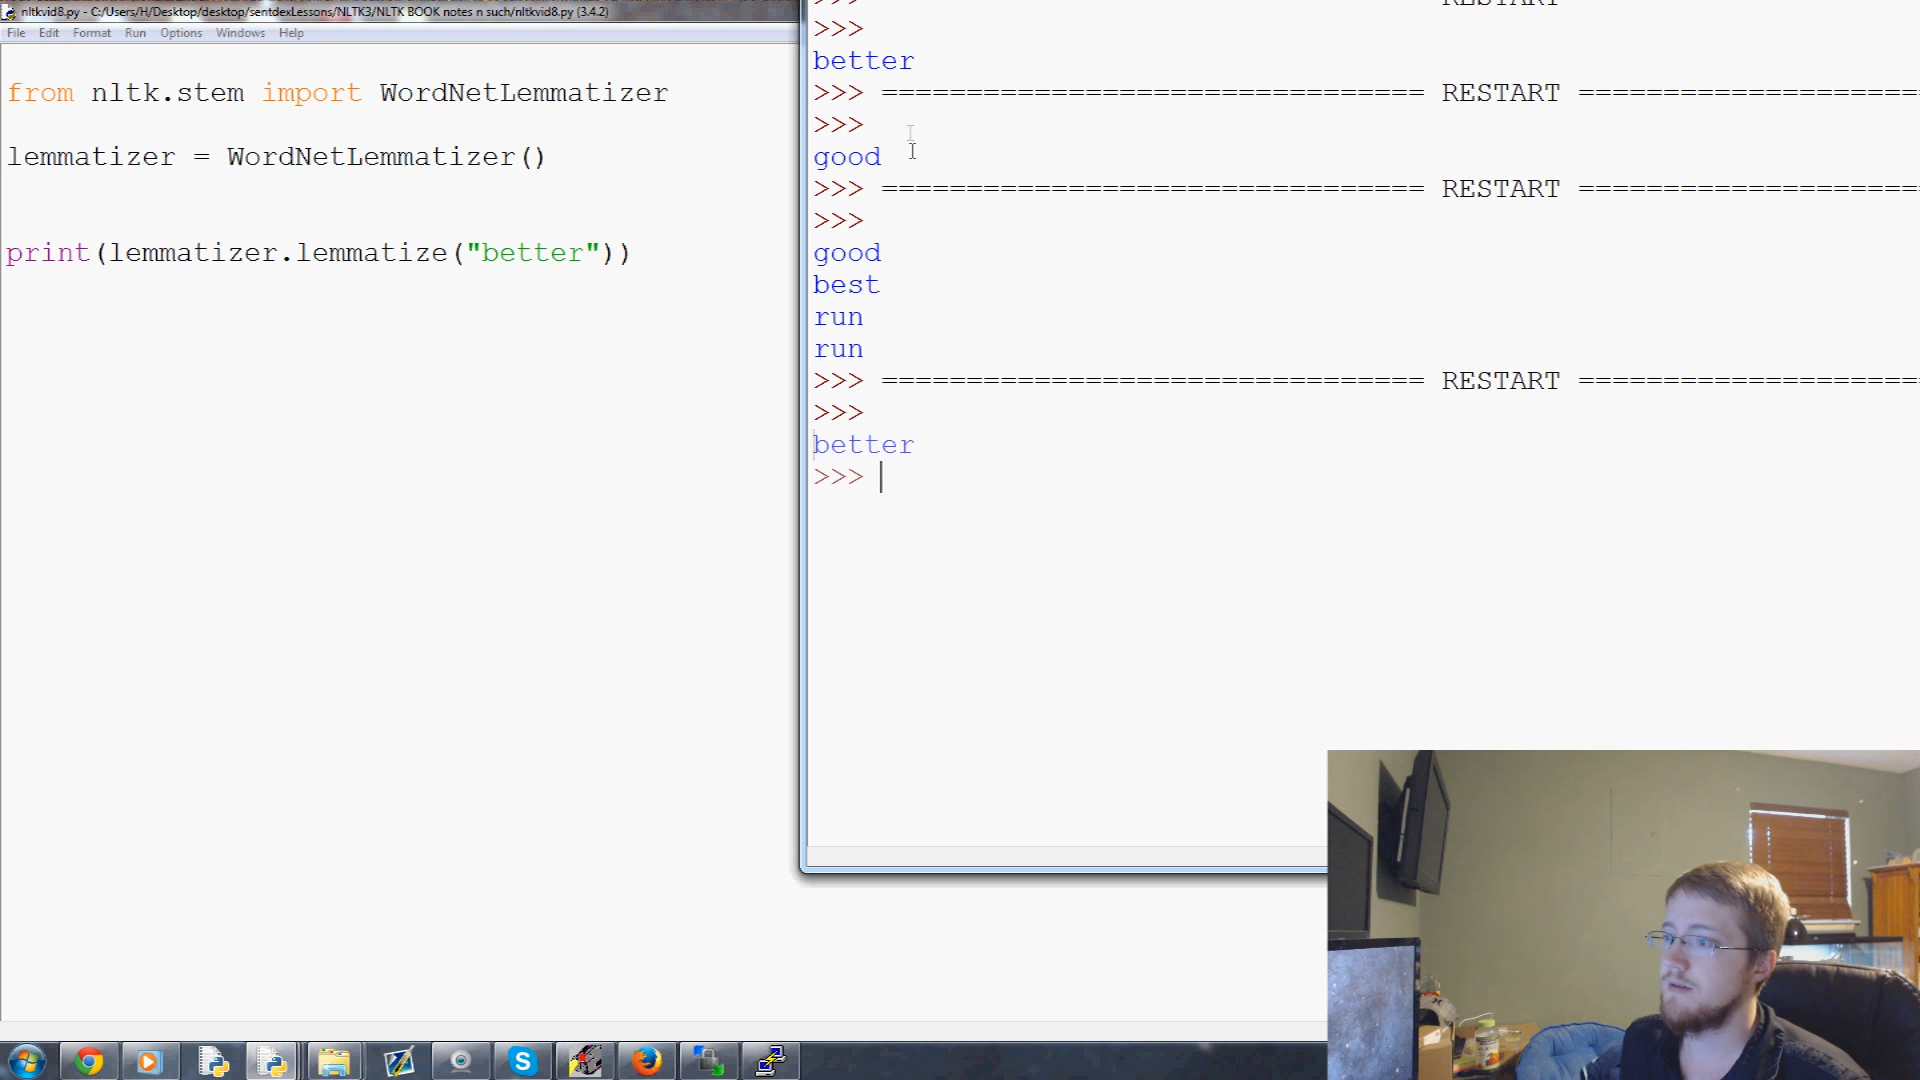 nltkvid8.py - C:/Users/H/Desktop/desktop/sentdexLessons/NLTK3/NLTK BOOK notes n such/nltkvid8.py (3.4.2)
File Edit Format Run Options Windows Help
from nltk.stem import WordNetLemmatizer
lemmatizer = WordNetLemmatizer()
print(lemmatizer.lemmatize("better"))
>>> ================================ RESTART
>>>
better
>>> ================================ RESTART ====================
>>>
good
>>> ================================ RESTART ====================
>>>
good
best
run
run
>>> ================================ RESTART ====================
>>>
better
>>>